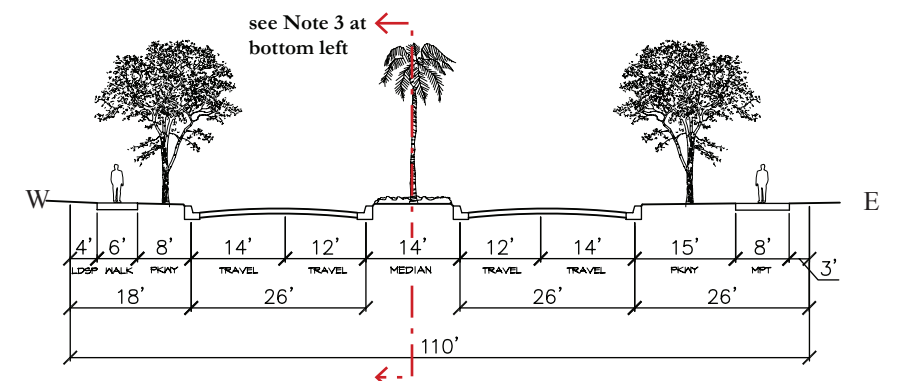 see Note 3 at
bottom left
W
E
4' 6' 8' 14' 12' 14' 12' 14' 15' 8' 3'
LDSP WALK PKWY TRAVEL TRAVEL MEDIAN TRAVEL TRAVEL PKWY MPT
18' 26' 26' 26'
110'